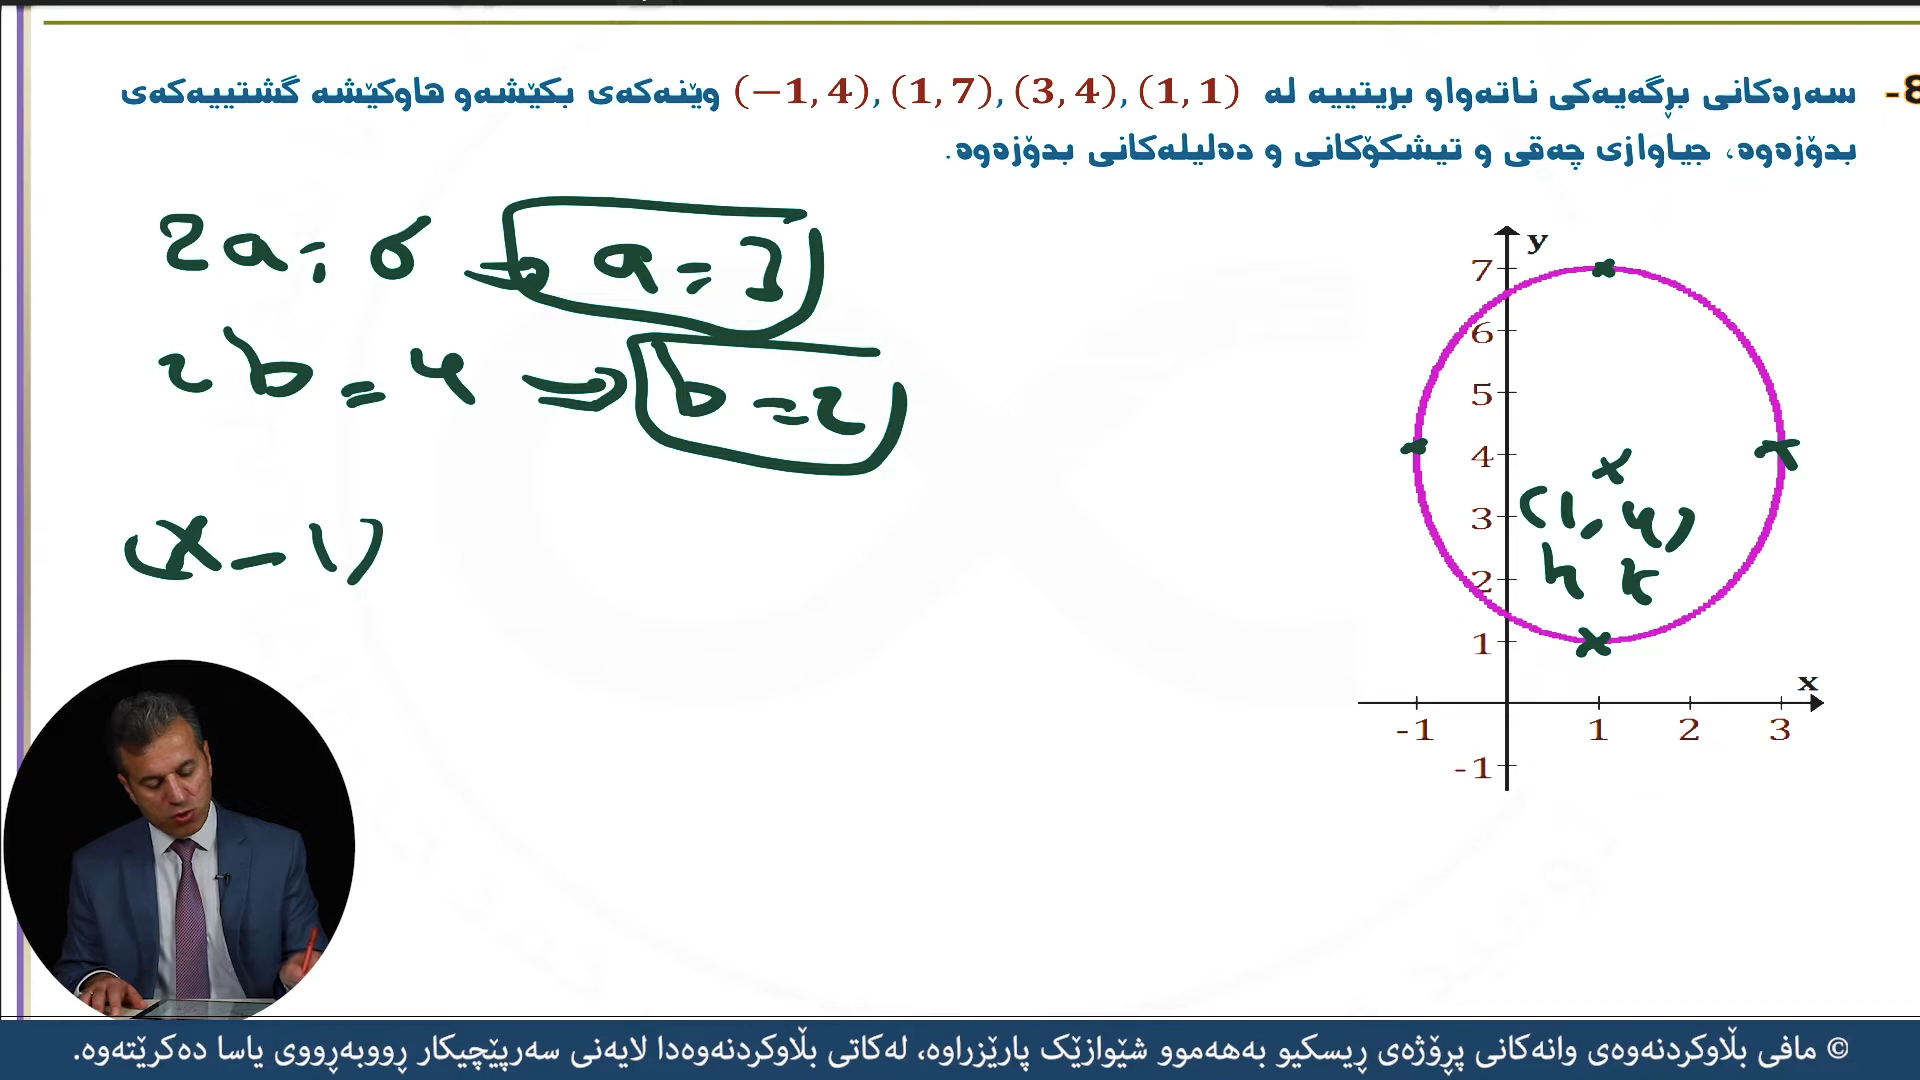 8- سەرەکانی بڕگەیەکی ناتەواو بریتییە لە (1, 1) ,(3, 4) ,(1, 7) ,(−1, 4) وێنەکەی بکێشەو هاوکێشە گشتییەکەی
بدۆزەوە، جیاوازی چەقی و تیشکۆکانی و دەلیلەکانی بدۆزەوە.
2a = 6 ⇒ a = 3
2b = 4 ⇒ b = 2
(x − 1)
y
7
6
5
4
3
2
1
-1
(1, 4)
h k
x
-1 1 2 3
© مافی بڵاوکردنەوەی وانەکانی پڕۆژەی ڕیسکیو بەهەموو شێوازێک پارێزراوە، لەکاتی بڵاوکردنەوەدا لایەنی سەرپێچیکار ڕووبەڕووی یاسا دەکرێتەوە.